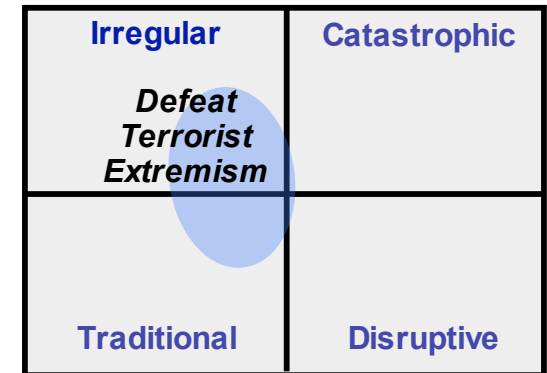 Irregular
Catastrophic
Defeat
Terrorist
Extremism
Traditional
Disruptive